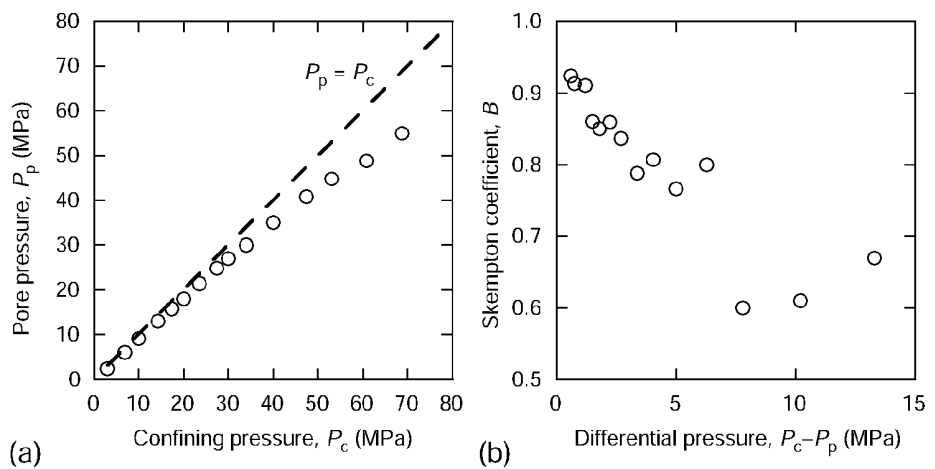 80
70
60
50
40
30
20
10
0
Pore pressure, Pp (MPa)
Pp = Pc
0 10 20 30 40 50 60 70 80
Confining pressure, Pc (MPa)
(a)
1.0
0.9
0.8
0.7
0.6
0.5
Skempton coefficient, B
0 5 10 15
Differential pressure, Pc–Pp (MPa)
(b)